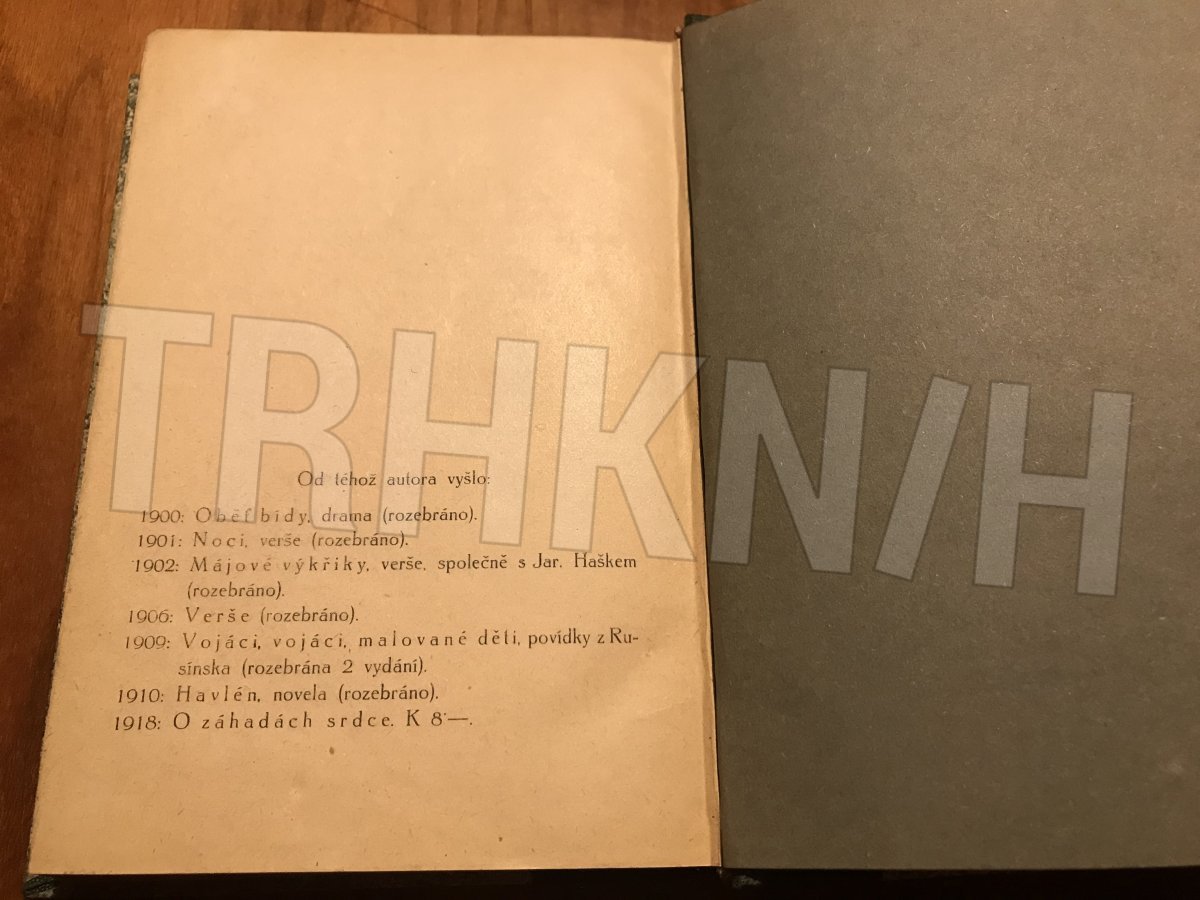 TRHKN/H
Od téhož autora vyšlo:
1900: Oběť bídy, drama (rozebráno).
1901: Noci, verše (rozebráno).
1902: Májové výkřiky, verše, společně s Jar. Haškem
(rozebráno).
1906: Verše (rozebráno).
1909: Vojáci, vojáci, malované děti, povídky z Ru-
sínska (rozebrána 2 vydání).
1910: Havlén, novela (rozebráno).
1918: O záhadách srdce. K 8·—.